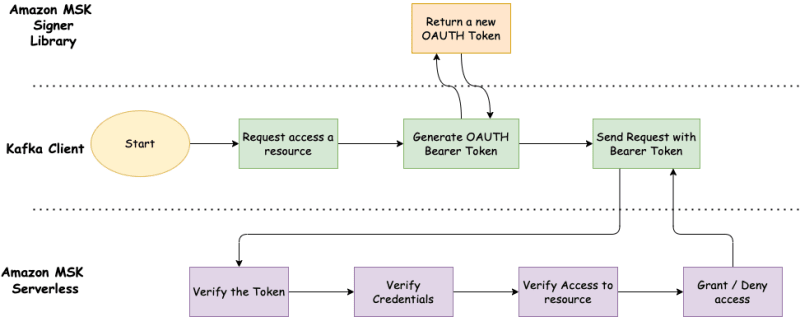 Amazon MSK
Signer
Library
Return a new
OAUTH Token
Kafka Client
Start
Request access a
resource
Generate OAUTH
Bearer Token
Send Request with
Bearer Token
Amazon MSK
Serverless
Verify the Token
Verify
Credentials
Verify Access to
resource
Grant / Deny
access